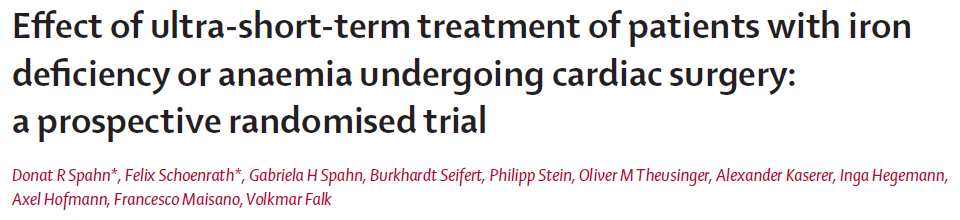 Effect of ultra-short-term treatment of patients with iron
deficiency or anaemia undergoing cardiac surgery:
a prospective randomised trial
Donat R Spahn*, Felix Schoenrath*, Gabriela H Spahn, Burkhardt Seifert, Philipp Stein, Oliver M Theusinger, Alexander Kaserer, Inga Hegemann,
Axel Hofmann, Francesco Maisano, Volkmar Falk